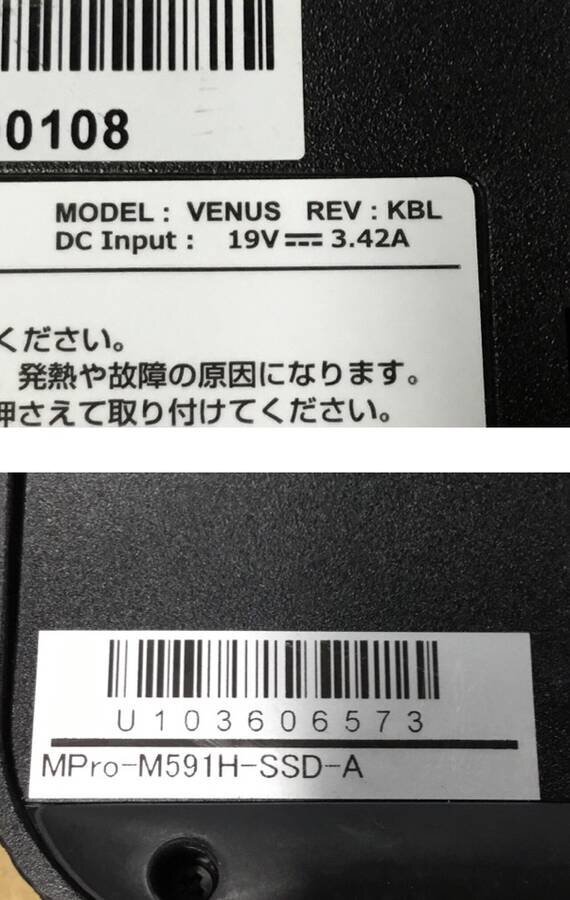 00108
MODEL : VENUS REV : KBL
DC Input : 19V⎓3.42A
ください。
発熱や故障の原因になります。
押さえて取り付けてください。
U103606573
MPro-M591H-SSD-A